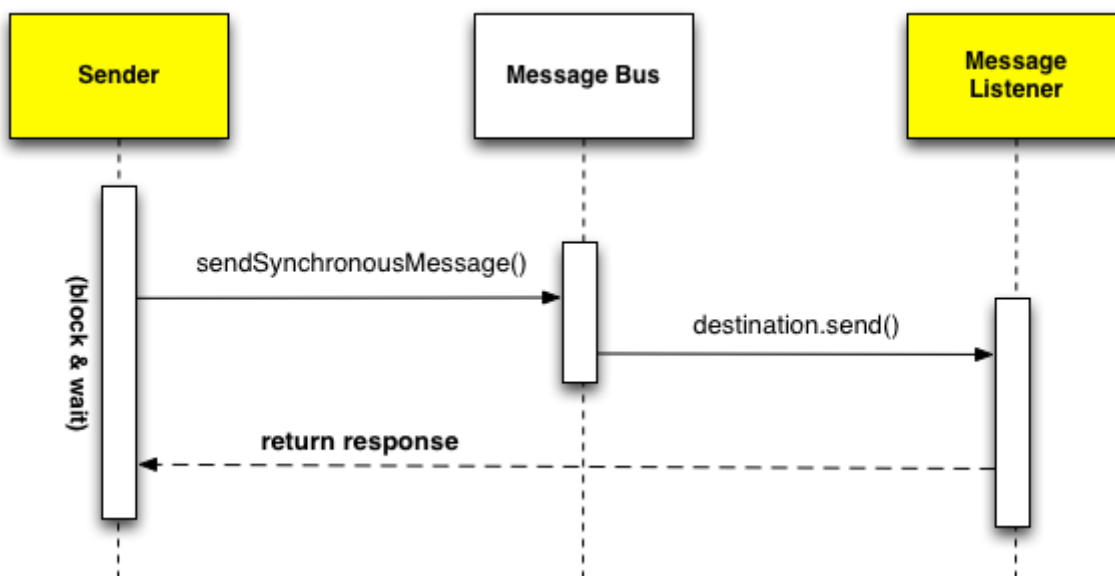 Sender
Message Bus
Message
Listener
sendSynchronousMessage()
destination.send()
(block & wait)
return response